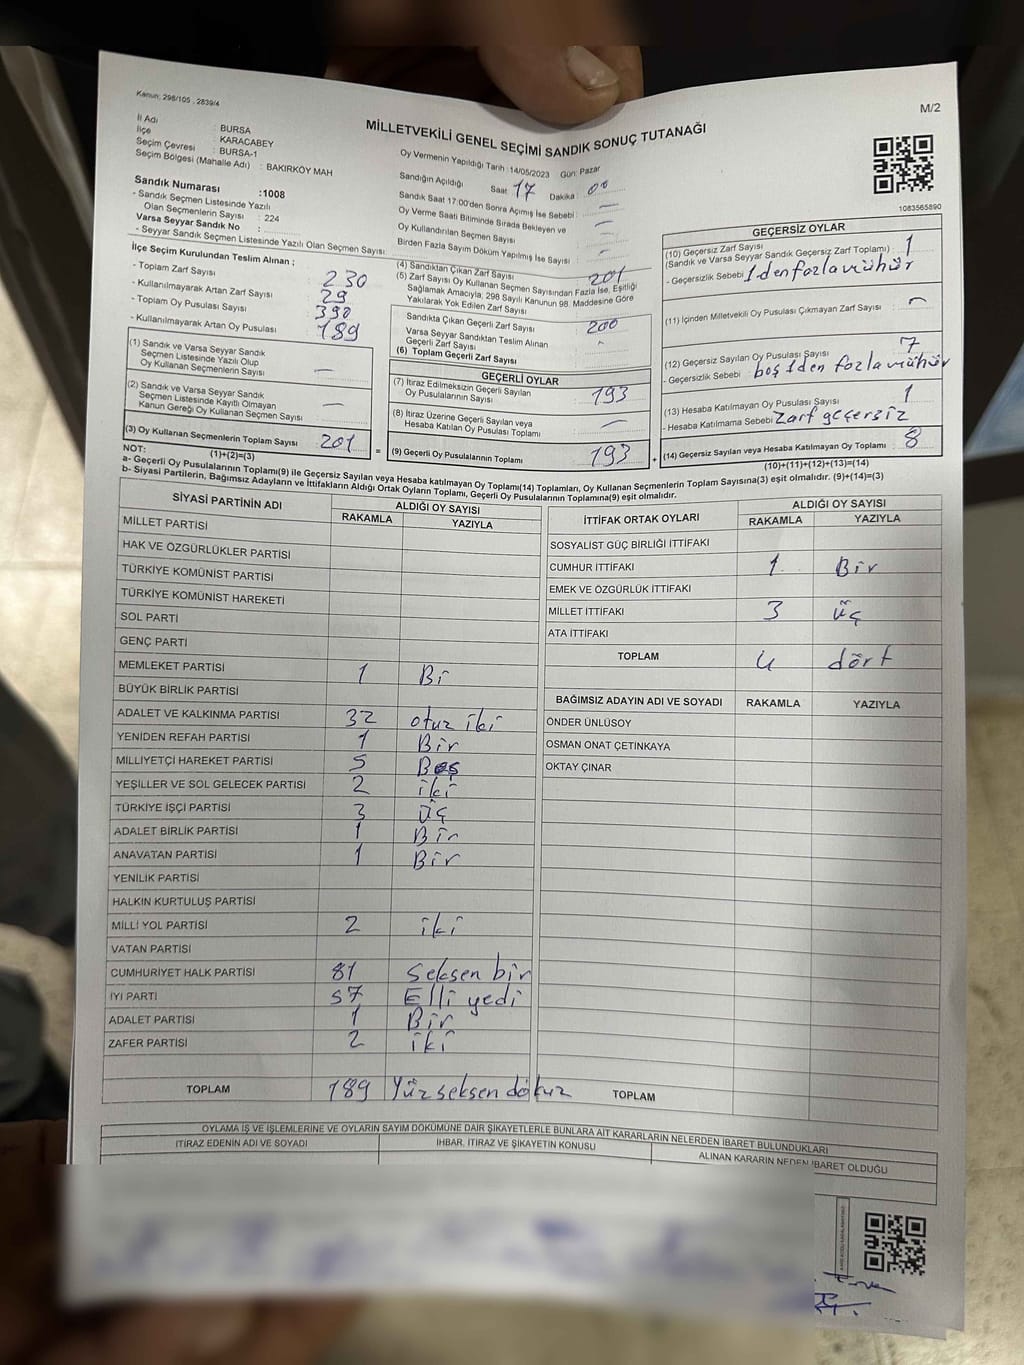 Kanun: 298/105 , 2839/4
M/2
MİLLETVEKİLİ GENEL SEÇİMİ SANDIK SONUÇ TUTANAĞI
İl Adı : BURSA
İlçe : KARACABEY
Seçim Çevresi : BURSA-1
Seçim Bölgesi (Mahalle Adı) : BAKIRKÖY MAH
Sandık Numarası :1008
- Sandık Seçmen Listesinde Yazılı
Olan Seçmenlerin Sayısı : 224
Varsa Seyyar Sandık No :
- Seyyar Sandık Seçmen Listesinde Yazılı Olan Seçmen Sayısı:
İlçe Seçim Kurulundan Teslim Alınan ;
- Toplam Zarf Sayısı : 230
- Kullanılmayarak Artan Zarf Sayısı : 29
- Toplam Oy Pusulası Sayısı : 390
- Kullanılmayarak Artan Oy Pusulası : 189
(1) Sandık ve Varsa Seyyar Sandık
Seçmen Listesinde Yazılı Olup
Oy Kullanan Seçmenlerin Sayısı : —
(2) Sandık ve Varsa Seyyar Sandık
Seçmen Listesinde Kayıtlı Olmayan
Kanun Gereği Oy Kullanan Seçmen Sayısı : —
(3) Oy Kullanan Seçmenlerin Toplam Sayısı : 201
(1)+(2)=(3)
Oy Vermenin Yapıldığı Tarih :14/05/2023 Gün: Pazar
Sandığın Açıldığı Saat 17 Dakika : 00
Sandık Saat 17:00'den Sonra Açılmış İse Sebebi : —
Oy Verme Saati Bitiminde Sırada Bekleyen ve
Oy Kullandırılan Seçmen Sayısı : —
Birden Fazla Sayım Döküm Yapılmış İse Sayısı : —
(4) Sandıktan Çıkan Zarf Sayısı : 201
(5) Zarf Sayısı Oy Kullanan Seçmen Sayısından Fazla İse, Eşitliği
Sağlamak Amacıyla, 298 Sayılı Kanunun 98. Maddesine Göre
Yakılarak Yok Edilen Zarf Sayısı :
Sandıkta Çıkan Geçerli Zarf Sayısı : 200
Varsa Seyyar Sandıktan Teslim Alınan
Geçerli Zarf Sayısı : -
(6) Toplam Geçerli Zarf Sayısı :
GEÇERLİ OYLAR
(7) İtiraz Edilmeksizin Geçerli Sayılan
Oy Pusulalarının Sayısı : 193
(8) İtiraz Üzerine Geçerli Sayılan veya
Hesaba Katılan Oy Pusulası Toplamı : —
(9) Geçerli Oy Pusulalarının Toplamı : 193
1083565890
GEÇERSİZ OYLAR
(10) Geçersiz Zarf Sayısı : 1
(Sandık ve Varsa Seyyar Sandık Geçersiz Zarf Toplamı)
- Geçersizlik Sebebi : 1 den fazla mühür
(11) İçinden Milletvekili Oy Pusulası Çıkmayan Zarf Sayısı : —
(12) Geçersiz Sayılan Oy Pusulası Sayısı : 7
- Geçersizlik Sebebi : boş 1 den fazla mühür
(13) Hesaba Katılmayan Oy Pusulası Sayısı : 1
- Hesaba Katılmama Sebebi : Zarf geçersiz
(14) Geçersiz Sayılan veya Hesaba Katılmayan Oy Toplamı : 8
(10)+(11)+(12)+(13)=(14)
NOT:
a- Geçerli Oy Pusulalarının Toplamı(9) ile Geçersiz Sayılan veya Hesaba katılmayan Oy Toplamı(14) Toplamları, Oy Kullanan Seçmenlerin Toplam Sayısına(3) eşit olmalıdır. (9)+(14)=(3)
b- Siyasi Partilerin, Bağımsız Adayların ve İttifakların Aldığı Ortak Oyların Toplamı, Geçerli Oy Pusulalarının Toplamına(9) eşit olmalıdır.
SİYASİ PARTİNİN ADI ALDIĞI OY SAYISI
RAKAMLA YAZIYLA
MİLLET PARTİSİ
HAK VE ÖZGÜRLÜKLER PARTİSİ
TÜRKİYE KOMÜNİST PARTİSİ
TÜRKİYE KOMÜNİST HAREKETİ
SOL PARTİ
GENÇ PARTİ
MEMLEKET PARTİSİ 1 Bi
BÜYÜK BİRLİK PARTİSİ
ADALET VE KALKINMA PARTİSİ 32 otuz iki
YENİDEN REFAH PARTİSİ 1 Bir
MİLLİYETÇİ HAREKET PARTİSİ 5 Beş
YEŞİLLER VE SOL GELECEK PARTİSİ 2 iki
TÜRKİYE İŞÇİ PARTİSİ 3 üç
ADALET BİRLİK PARTİSİ 1 Bir
ANAVATAN PARTİSİ 1 Bir
YENİLİK PARTİSİ
HALKIN KURTULUŞ PARTİSİ
MİLLİ YOL PARTİSİ 2 iki
VATAN PARTİSİ
CUMHURİYET HALK PARTİSİ 81 Seksen bir
İYİ PARTİ 57 Elli yedi
ADALET PARTİSİ 1 Bir
ZAFER PARTİSİ 2 iki
TOPLAM 189 Yüz seksen dokuz
İTTİFAK ORTAK OYLARI ALDIĞI OY SAYISI
RAKAMLA YAZIYLA
SOSYALİST GÜÇ BİRLİĞİ İTTİFAKI
CUMHUR İTTİFAKI 1 Bir
EMEK VE ÖZGÜRLÜK İTTİFAKI
MİLLET İTTİFAKI 3 üç
ATA İTTİFAKI
TOPLAM 4 dört
BAĞIMSIZ ADAYIN ADI VE SOYADI RAKAMLA YAZIYLA
ÖNDER ÜNLÜSOY
OSMAN ONAT ÇETİNKAYA
OKTAY ÇINAR
TOPLAM
OYLAMA İŞ VE İŞLEMLERİNE VE OYLARIN SAYIM DÖKÜMÜNE DAİR ŞİKAYETLERLE BUNLARA AİT KARARLARIN NELERDEN İBARET BULUNDUKLARI
İTİRAZ EDENİN ADI VE SOYADI İHBAR, İTİRAZ VE ŞİKAYETİN KONUSU ALINAN KARARIN NEDEN İBARET OLDUĞU